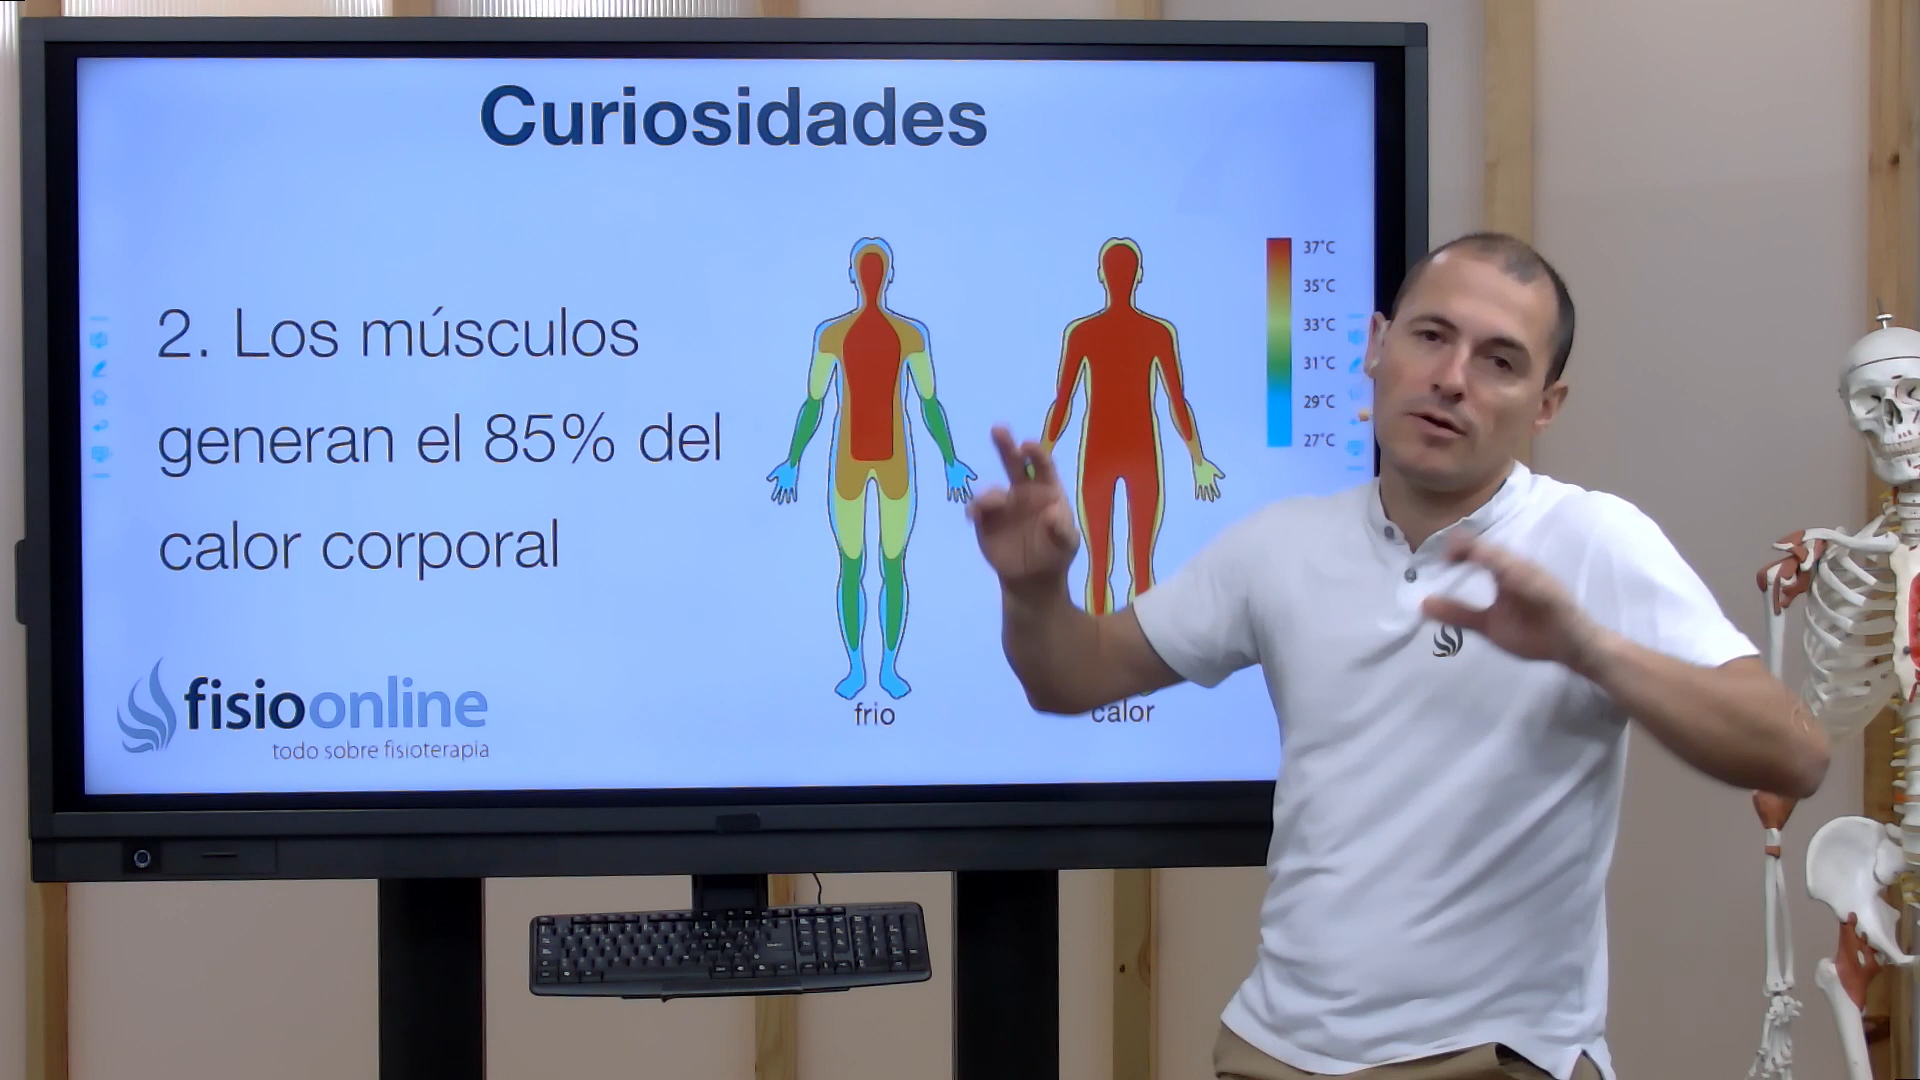 Curiosidades
2. Los músculos
generan el 85% del
calor corporal
37°C
35°C
33°C
31°C
29°C
27°C
frio
calor
fisioonline
todo sobre fisioterapia